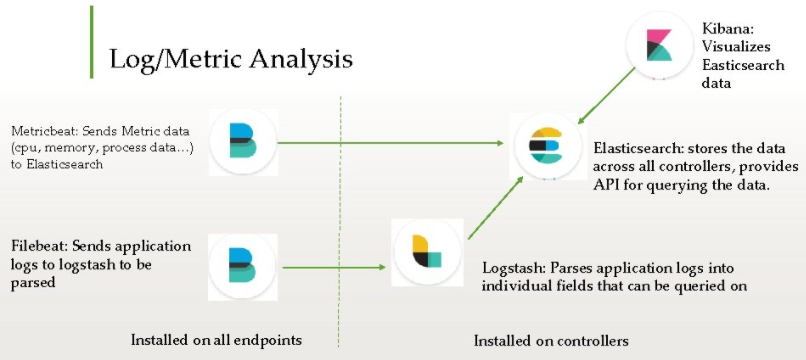 Log/Metric Analysis
Kibana:
Visualizes
Easticsearch
data
Metricbeat: Sends Metric data
(cpu, memory, process data...)
to Elasticsearch
Elasticsearch: stores the data
across all controllers, provides
API for querying the data.
Filebeat: Sends application
logs to logstash to be
parsed
Logstash: Parses application logs into
individual fields that can be queried on
Installed on all endpoints
Installed on controllers